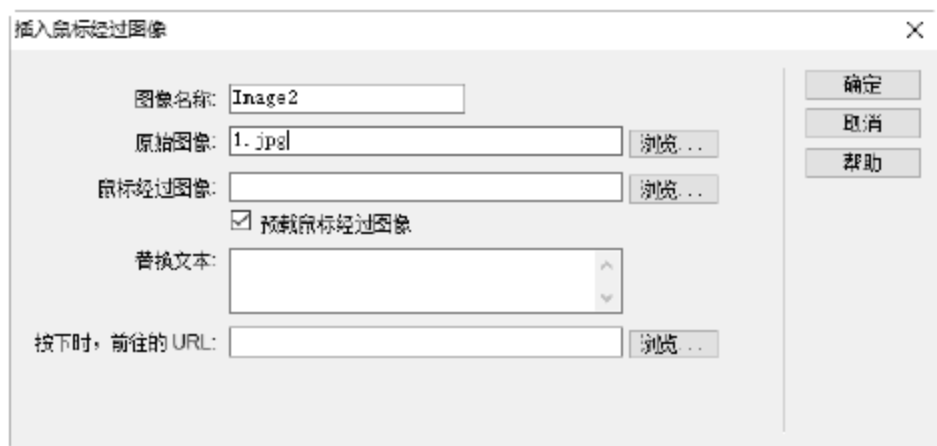 插入鼠标经过图像
图像名称: Image2
确定
原始图像: 1.jpg 浏览...
取消
鼠标经过图像: 浏览...
帮助
预载鼠标经过图像
替换文本:
按下时，前往的 URL: 浏览...